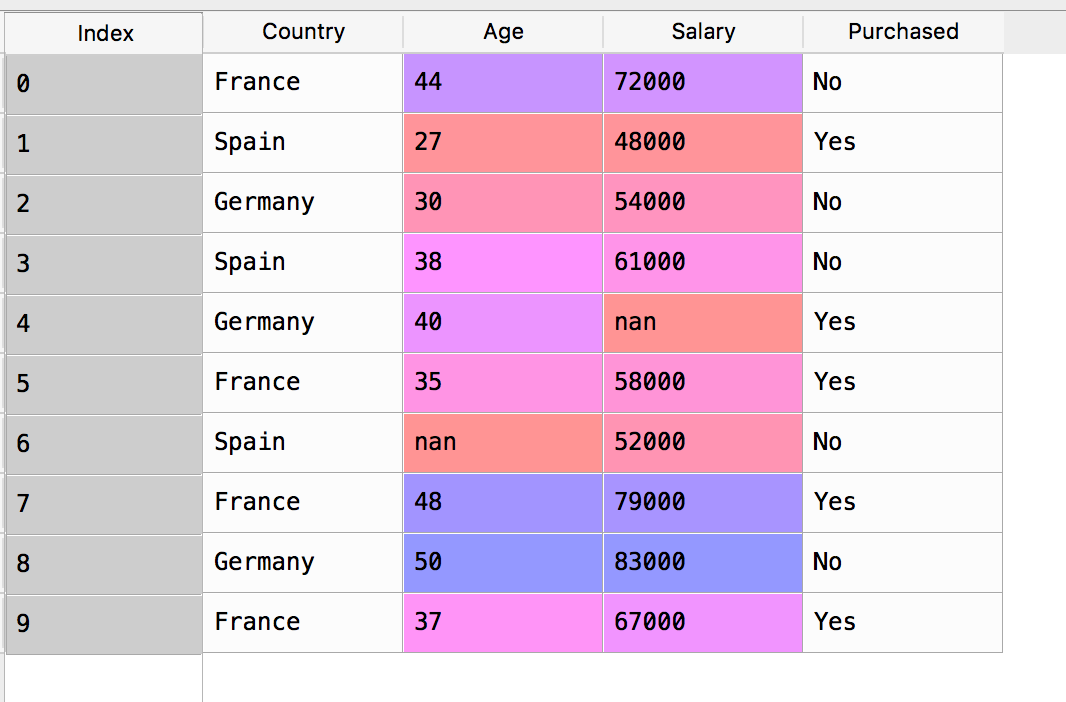 Index Country Age Salary Purchased
0 France 44 72000 No
1 Spain 27 48000 Yes
2 Germany 30 54000 No
3 Spain 38 61000 No
4 Germany 40 nan Yes
5 France 35 58000 Yes
6 Spain nan 52000 No
7 France 48 79000 Yes
8 Germany 50 83000 No
9 France 37 67000 Yes